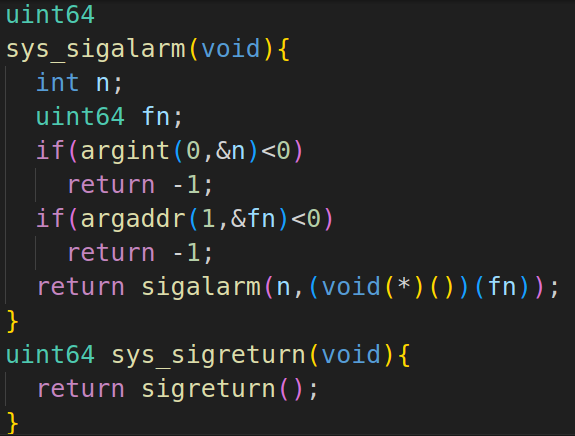 uint64
sys_sigalarm(void){
  int n;
  uint64 fn;
  if(argint(0,&n)<0)
    return -1;
  if(argaddr(1,&fn)<0)
    return -1;
  return sigalarm(n,(void(*)())(fn));
}
uint64 sys_sigreturn(void){
  return sigreturn();
}